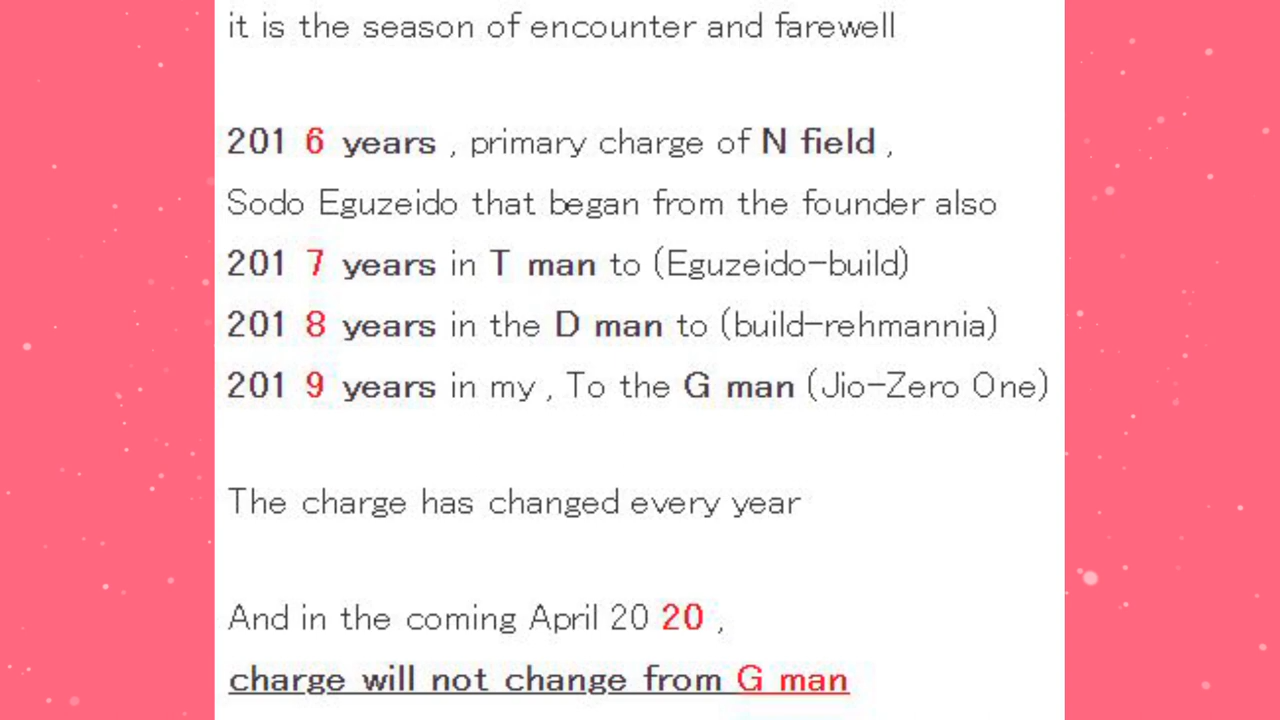 it is the season of encounter and farewell
201 6 years , primary charge of N field ,
Sodo Eguzeido that began from the founder also
201 7 years in T man to (Eguzeido-build)
201 8 years in the D man to (build-rehmannia)
201 9 years in my , To the G man (Jio-Zero One)
The charge has changed every year
And in the coming April 20 20 ,
charge will not change from G man